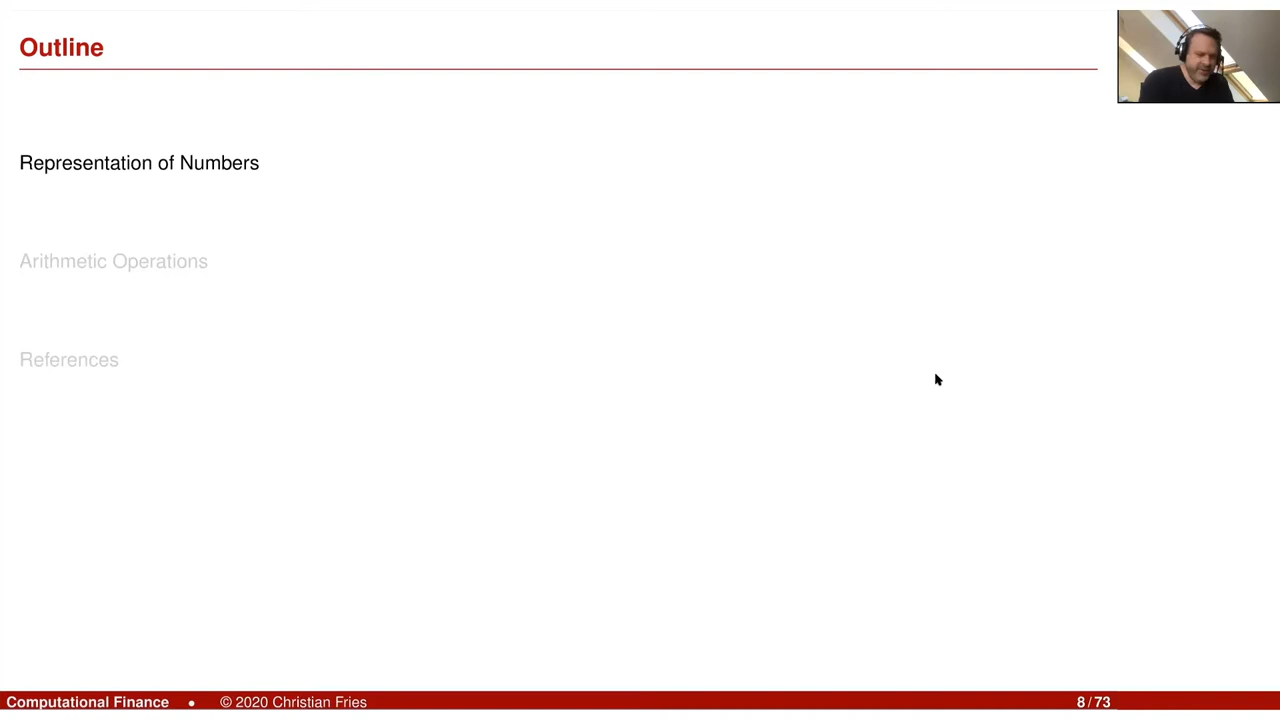 Outline
Representation of Numbers
Arithmetic Operations
References
Computational Finance • © 2020 Christian Fries 8 / 73